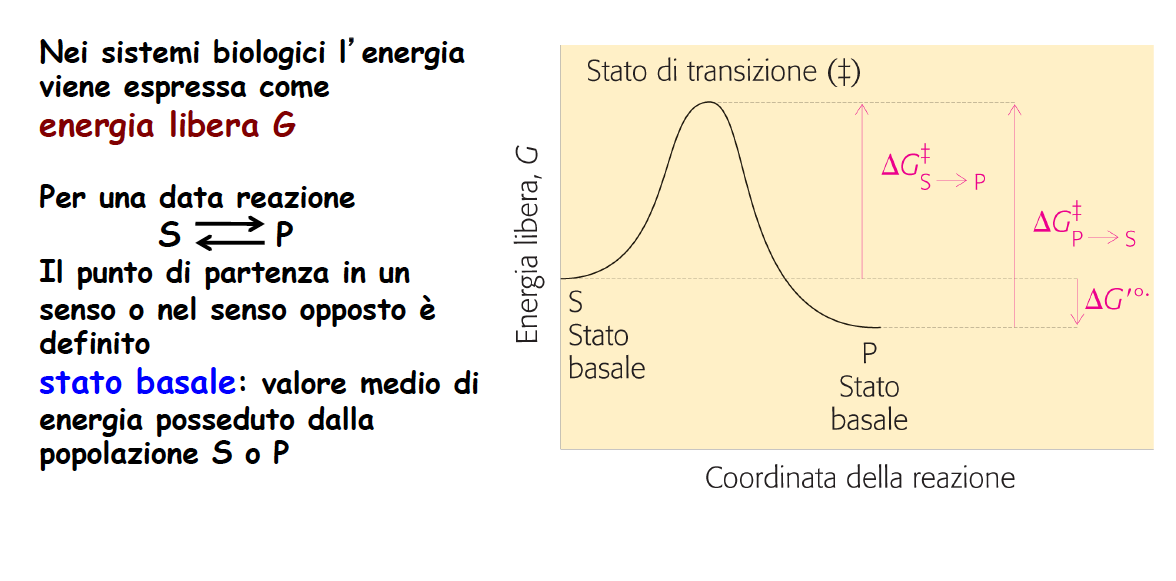 Nei sistemi biologici l'energia
viene espressa come
energia libera G
Per una data reazione
S ⇄ P
Il punto di partenza in un
senso o nel senso opposto è
definito
stato basale: valore medio di
energia posseduto dalla
popolazione S o P
Stato di transizione (‡)
Energia libera, G
ΔG‡ S → P
ΔG‡ P → S
ΔG'°.
S
Stato
basale
P
Stato
basale
Coordinata della reazione